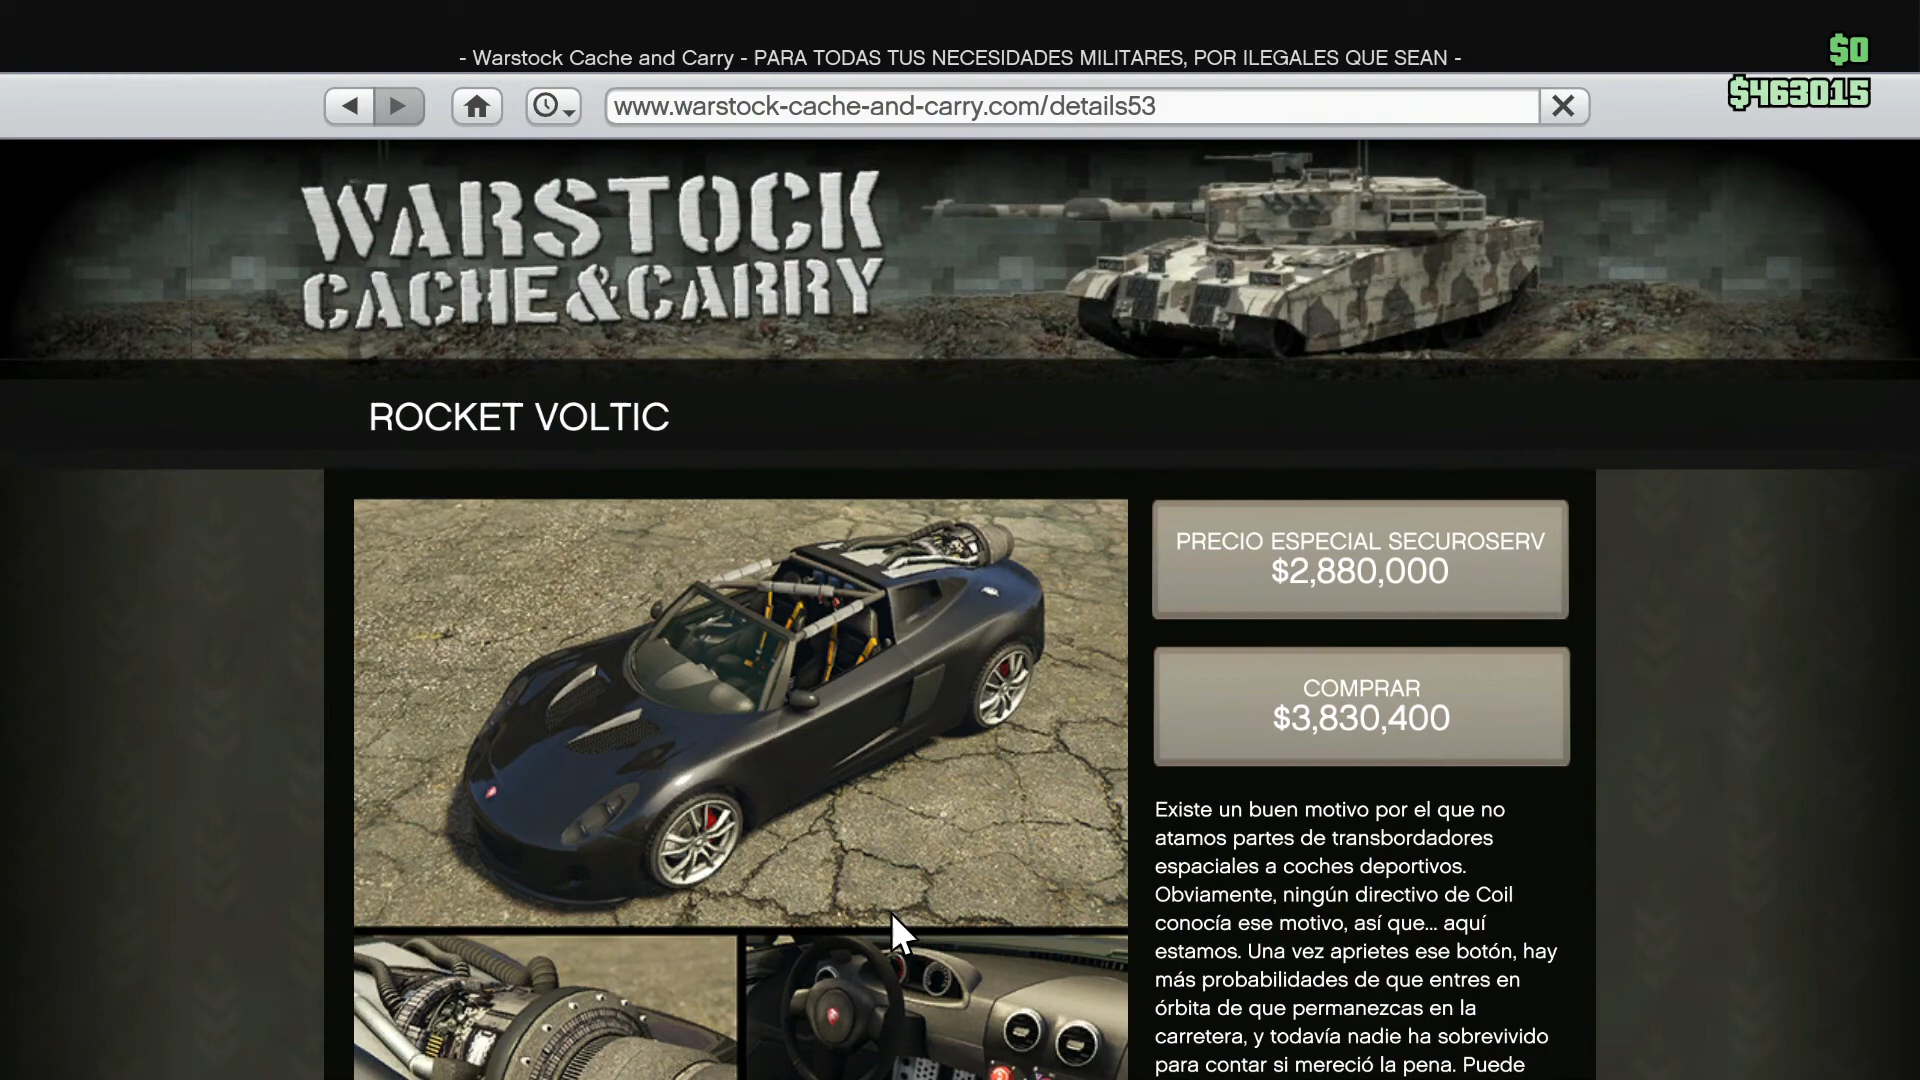 - Warstock Cache and Carry - PARA TODAS TUS NECESIDADES MILITARES, POR ILEGALES QUE SEAN -
$0
$463015
www.warstock-cache-and-carry.com/details53
WARSTOCK
CACHE&CARRY
ROCKET VOLTIC
PRECIO ESPECIAL SECUROSERV
$2,880,000
COMPRAR
$3,830,400
Existe un buen motivo por el que no
atamos partes de transbordadores
espaciales a coches deportivos.
Obviamente, ningún directivo de Coil
conocía ese motivo, así que... aquí
estamos. Una vez aprietes ese botón, hay
más probabilidades de que entres en
órbita de que permanezcas en la
carretera, y todavía nadie ha sobrevivido
para contar si mereció la pena. Puede